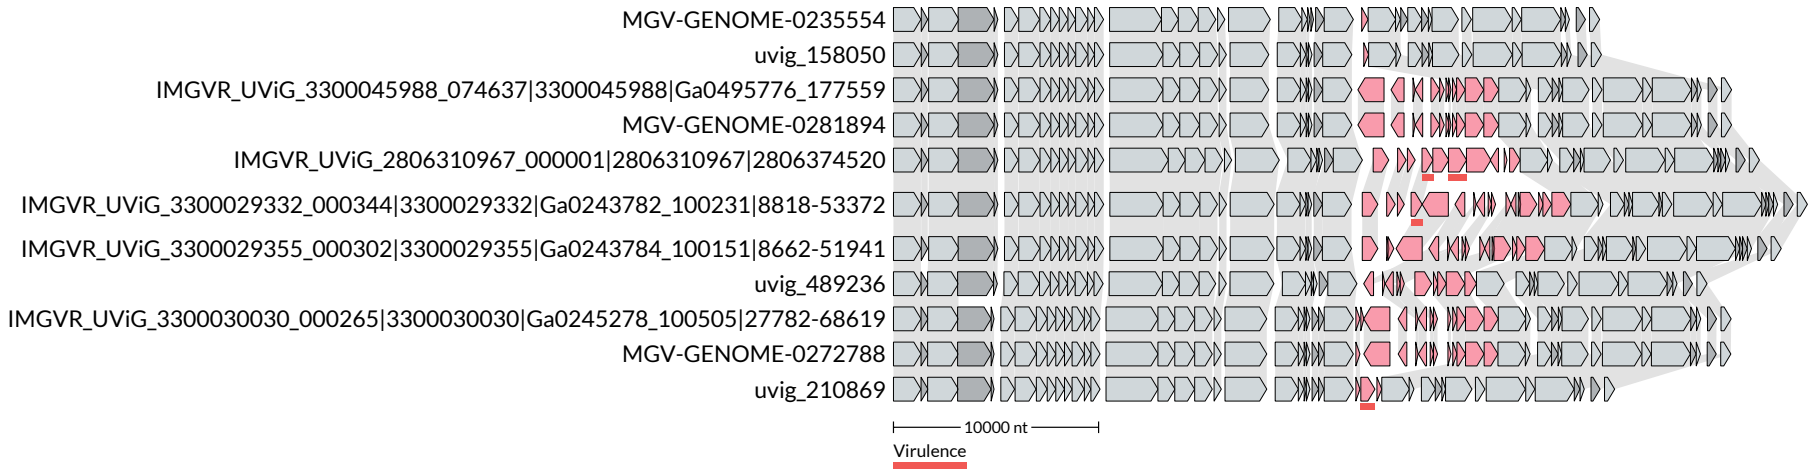 MGV-GENOME-0235554
uvig_158050
IMGVR_UViG_3300045988_074637|3300045988|Ga0495776_177559
MGV-GENOME-0281894
IMGVR_UViG_2806310967_000001|2806310967|2806374520
IMGVR_UViG_3300029332_000344|3300029332|Ga0243782_100231|8818-53372
IMGVR_UViG_3300029355_000302|3300029355|Ga0243784_100151|8662-51941
uvig_489236
IMGVR_UViG_3300030030_000265|3300030030|Ga0245278_100505|27782-68619
MGV-GENOME-0272788
uvig_210869
10000 nt
Virulence